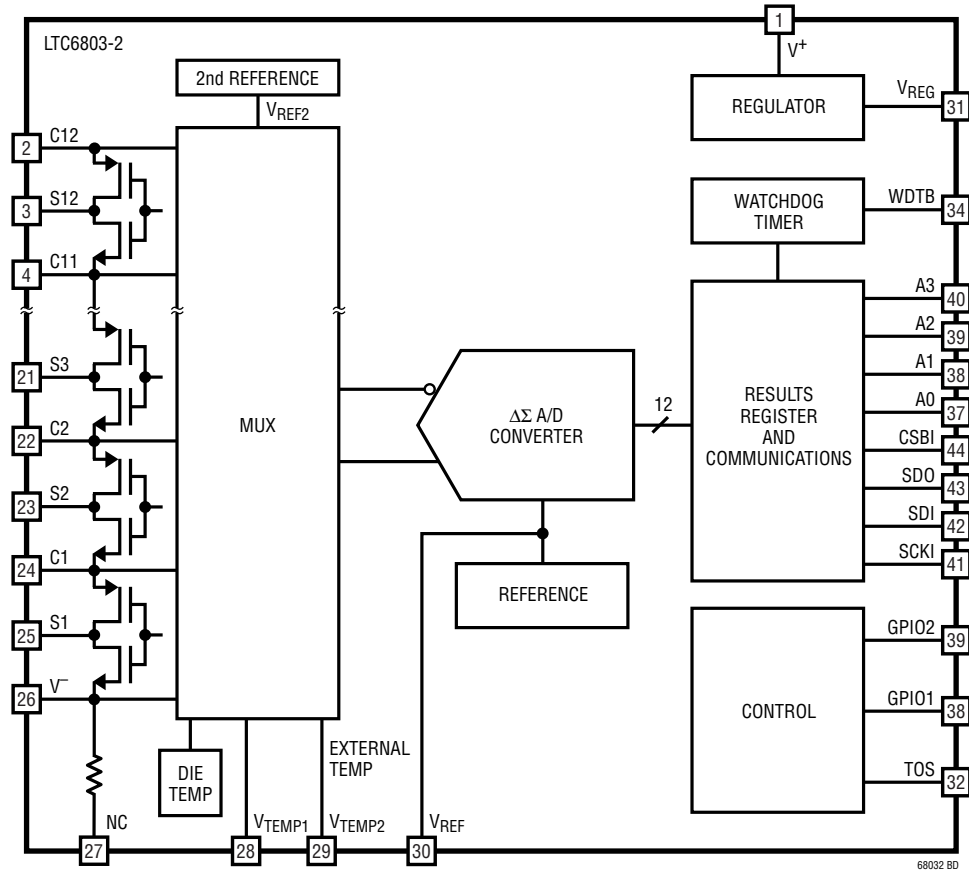 LTC6803-2
1
V+
2nd REFERENCE
VREF2
REGULATOR
VREG
31
2
C12
3
S12
4
C11
21
S3
22
C2
23
S2
24
C1
25
S1
26
V−
MUX
WATCHDOG
TIMER
WDTB
34
ΔΣ A/D
CONVERTER
12
REFERENCE
RESULTS
REGISTER
AND
COMMUNICATIONS
A3
40
A2
39
A1
38
A0
37
CSBI
44
SDO
43
SDI
42
SCKI
41
CONTROL
GPIO2
39
GPIO1
38
TOS
32
DIE
TEMP
EXTERNAL
TEMP
NC
27
VTEMP1
28
VTEMP2
29
VREF
30
68032 BD